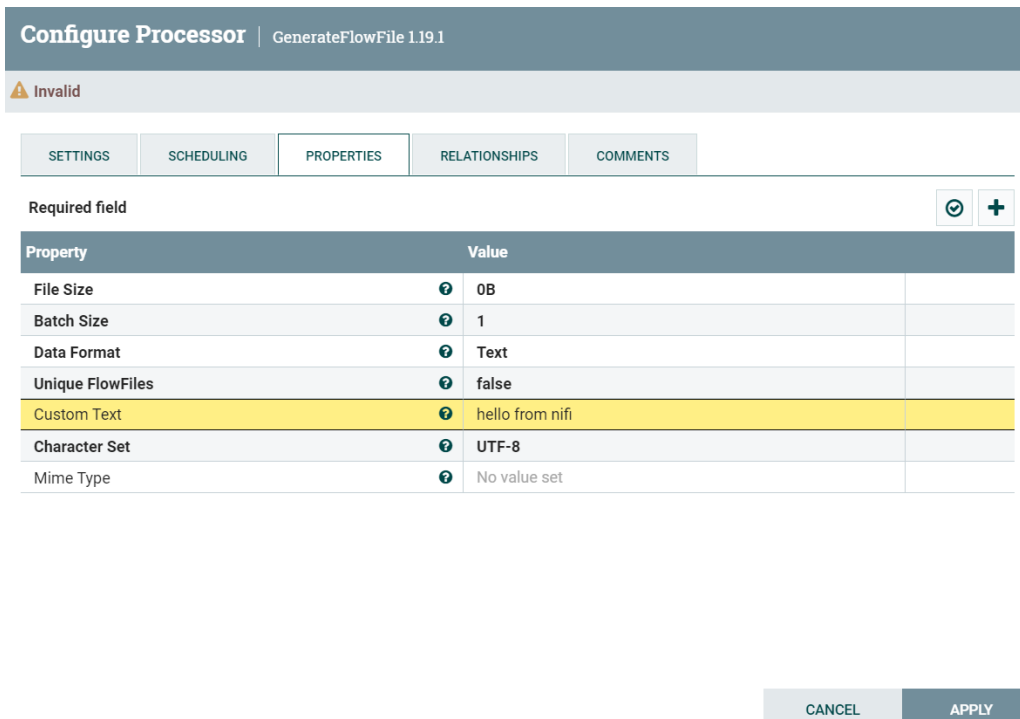 Configure Processor | GenerateFlowFile 1.19.1
Invalid
SETTINGS SCHEDULING PROPERTIES RELATIONSHIPS COMMENTS
Required field
Property Value
File Size 0B
Batch Size 1
Data Format Text
Unique FlowFiles false
Custom Text hello from nifi
Character Set UTF-8
Mime Type No value set
CANCEL APPLY